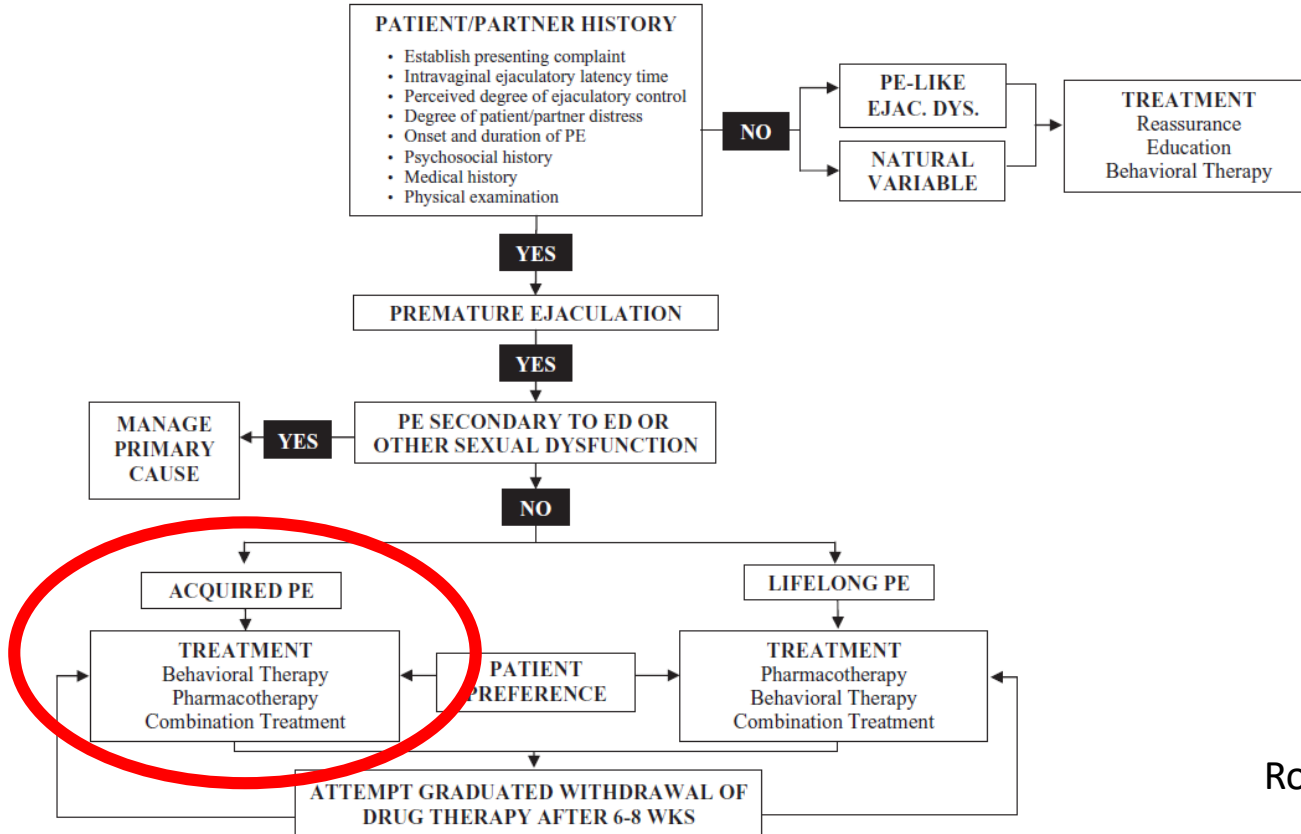 PATIENT/PARTNER HISTORY
• Establish presenting complaint
• Intravaginal ejaculatory latency time
• Perceived degree of ejaculatory control
• Degree of patient/partner distress
• Onset and duration of PE
• Psychosocial history
• Medical history
• Physical examination
NO
PE-LIKE
EJAC. DYS.
NATURAL
VARIABLE
TREATMENT
Reassurance
Education
Behavioral Therapy
YES
PREMATURE EJACULATION
YES
PE SECONDARY TO ED OR
OTHER SEXUAL DYSFUNCTION
YES
MANAGE
PRIMARY
CAUSE
NO
ACQUIRED PE
LIFELONG PE
TREATMENT
Behavioral Therapy
Pharmacotherapy
Combination Treatment
PATIENT
PREFERENCE
TREATMENT
Pharmacotherapy
Behavioral Therapy
Combination Treatment
ATTEMPT GRADUATED WITHDRAWAL OF
DRUG THERAPY AFTER 6-8 WKS